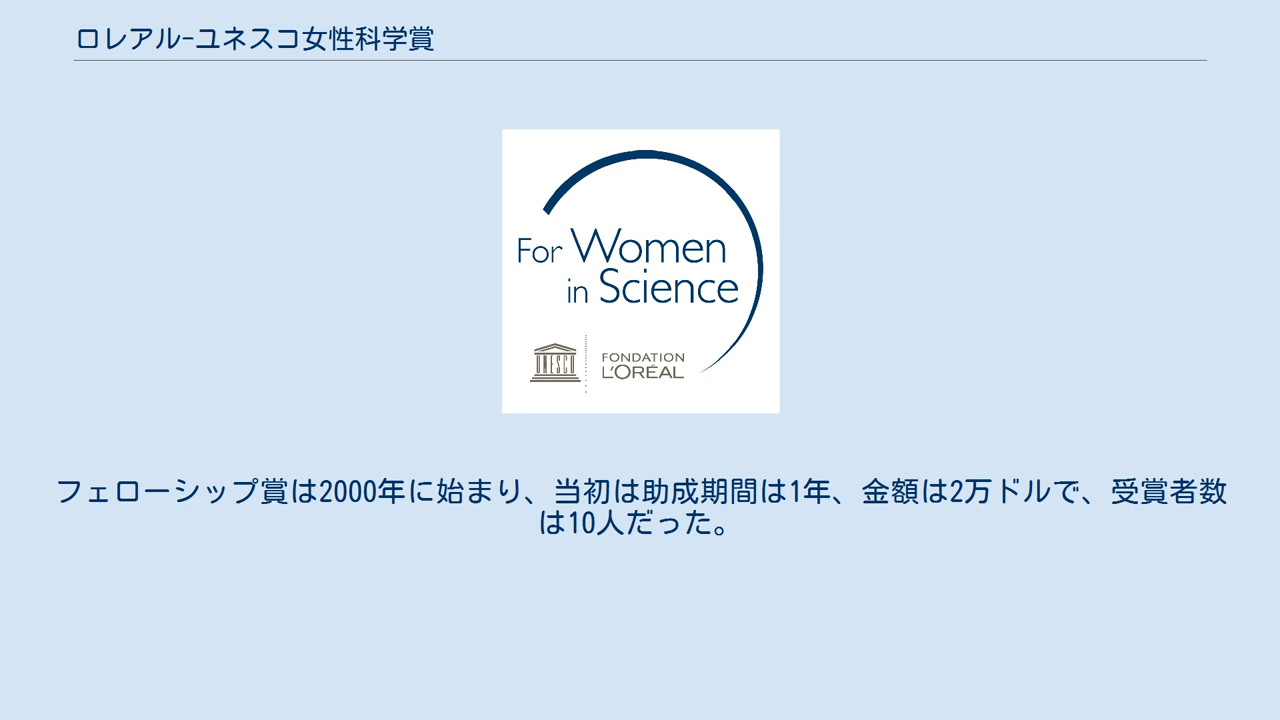 ロレアル-ユネスコ女性科学賞
For Women
in Science
UNESCO
FONDATION
L'ORÉAL
フェローシップ賞は2000年に始まり、当初は助成期間は1年、金額は2万ドルで、受賞者数
は10人だった。